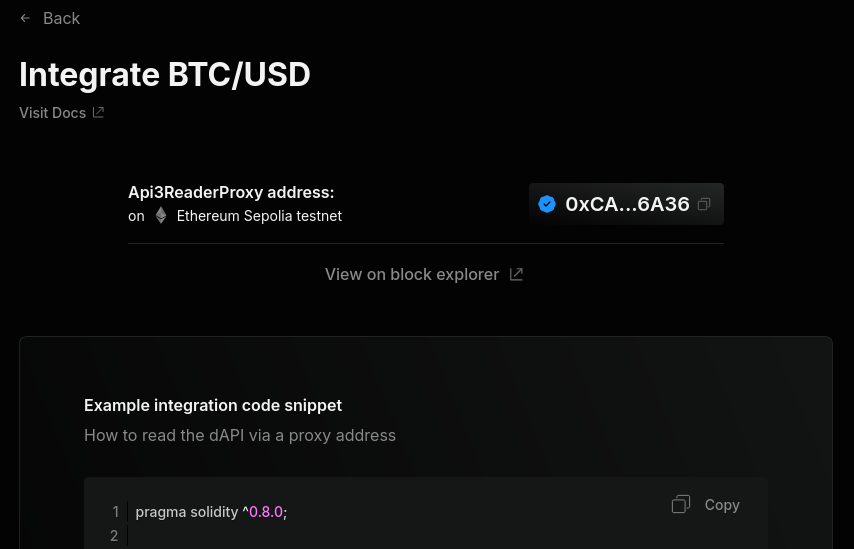 Back
Integrate BTC/USD
Visit Docs
Api3ReaderProxy address:
on Ethereum Sepolia testnet
0xCA...6A36
View on block explorer
Example integration code snippet
How to read the dAPI via a proxy address
Copy
1 pragma solidity ^0.8.0;
2